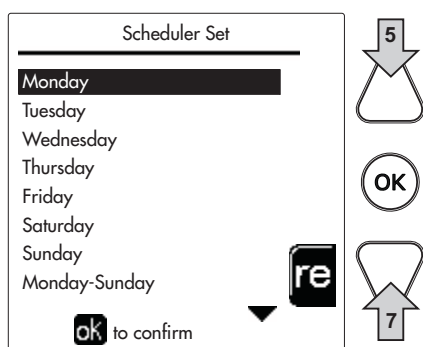 Scheduler Set
Monday
Tuesday
Wednesday
Thursday
Friday
Saturday
Sunday
Monday-Sunday
re
ok to confirm
5
OK
7